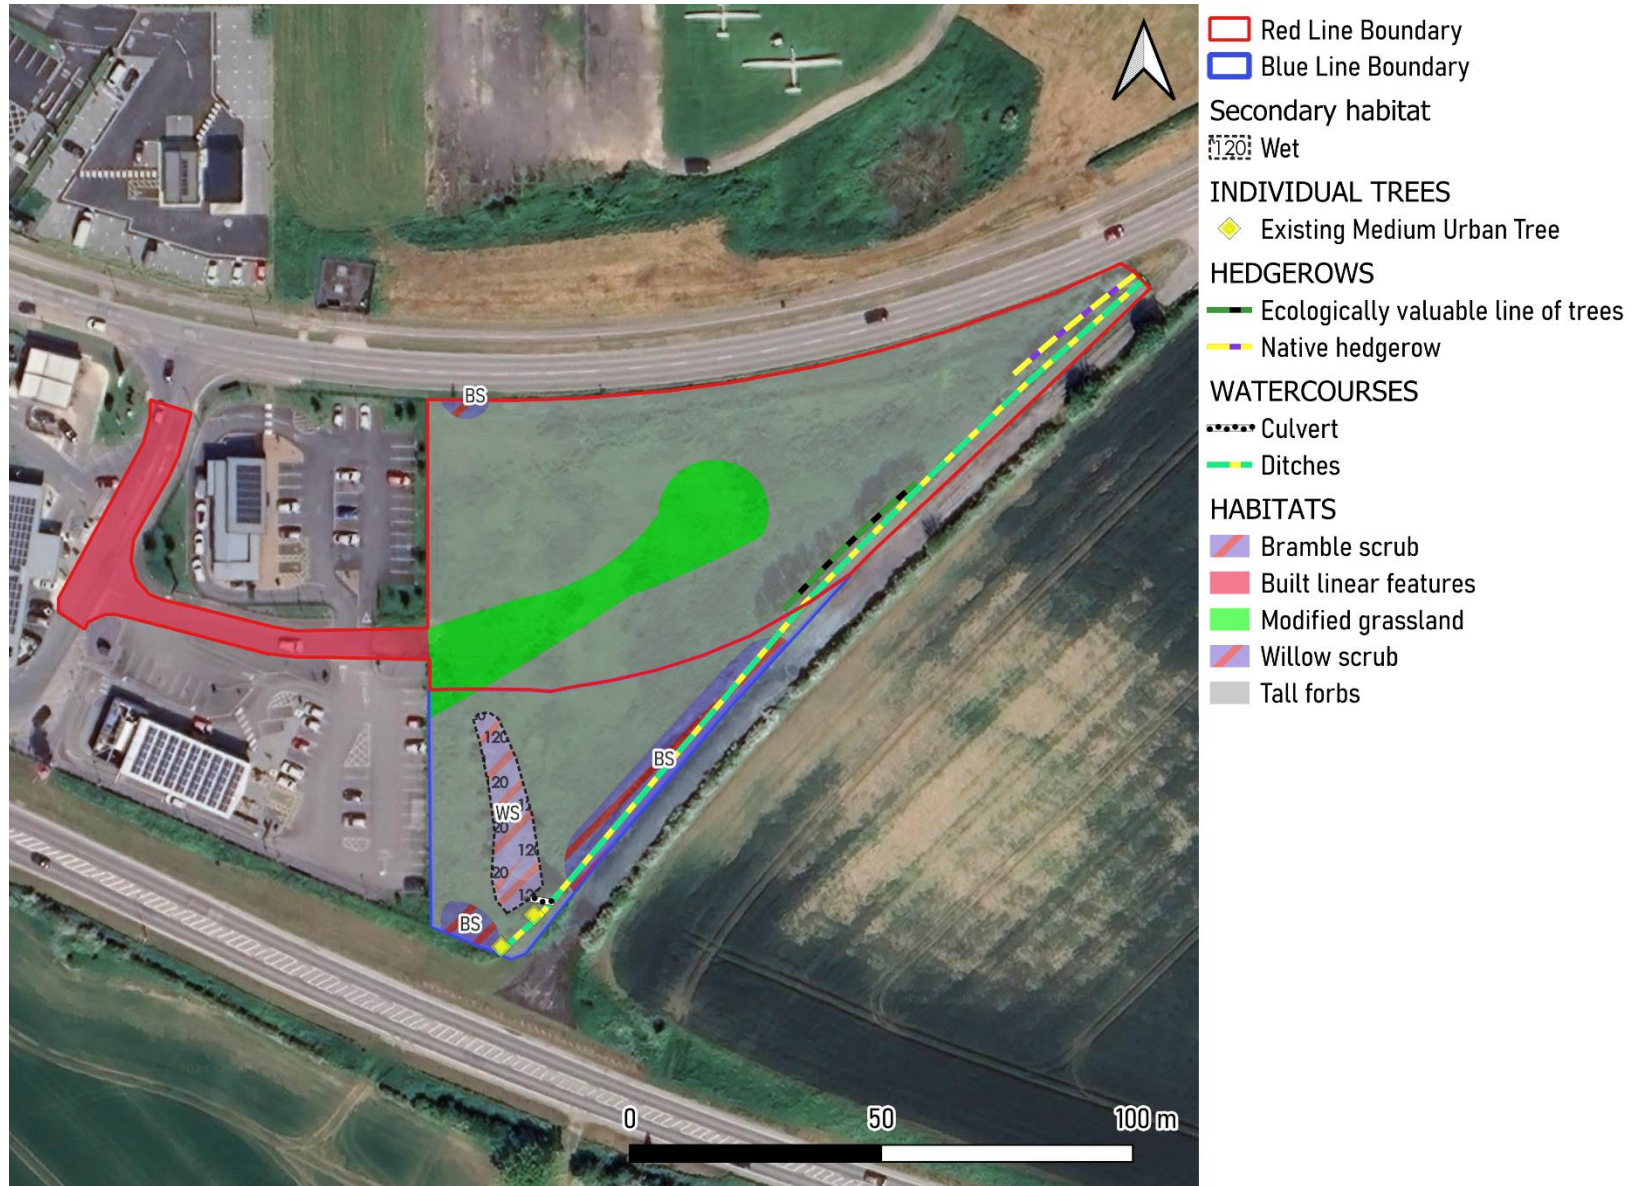 Red Line Boundary
Blue Line Boundary
Secondary habitat
120 Wet
INDIVIDUAL TREES
Existing Medium Urban Tree
HEDGEROWS
Ecologically valuable line of trees
Native hedgerow
WATERCOURSES
Culvert
Ditches
HABITATS
Bramble scrub
Built linear features
Modified grassland
Willow scrub
Tall forbs
BS
BS
120
20
WS
20
12
20
12
BS
0 50 100 m